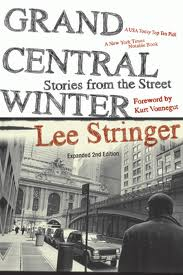 GRAND
A USA Today Top Ten Pick
A New York Times
Notable Book
CENTRAL
Stories from the Street
WINTER
Foreword by
Kurt Vonnegut
Lee Stringer
Expanded 2nd Edition